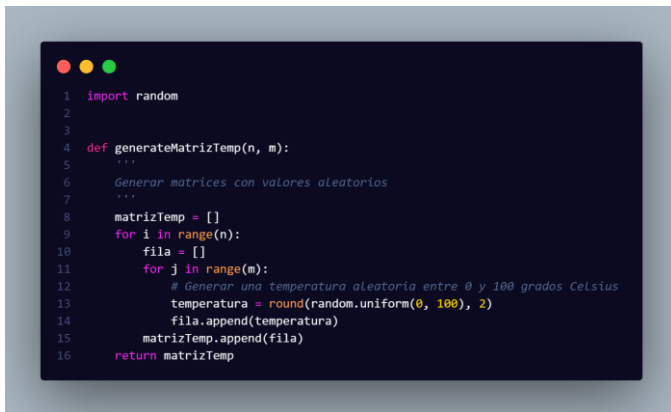 1 import random
2
3
4 def generateMatrizTemp(n, m):
5     '''
6     Generar matrices con valores aleatorios
7     '''
8     matrizTemp = []
9     for i in range(n):
10         fila = []
11         for j in range(m):
12             # Generar una temperatura aleatoria entre 0 y 100 grados Celsius
13             temperatura = round(random.uniform(0, 100), 2)
14             fila.append(temperatura)
15         matrizTemp.append(fila)
16     return matrizTemp